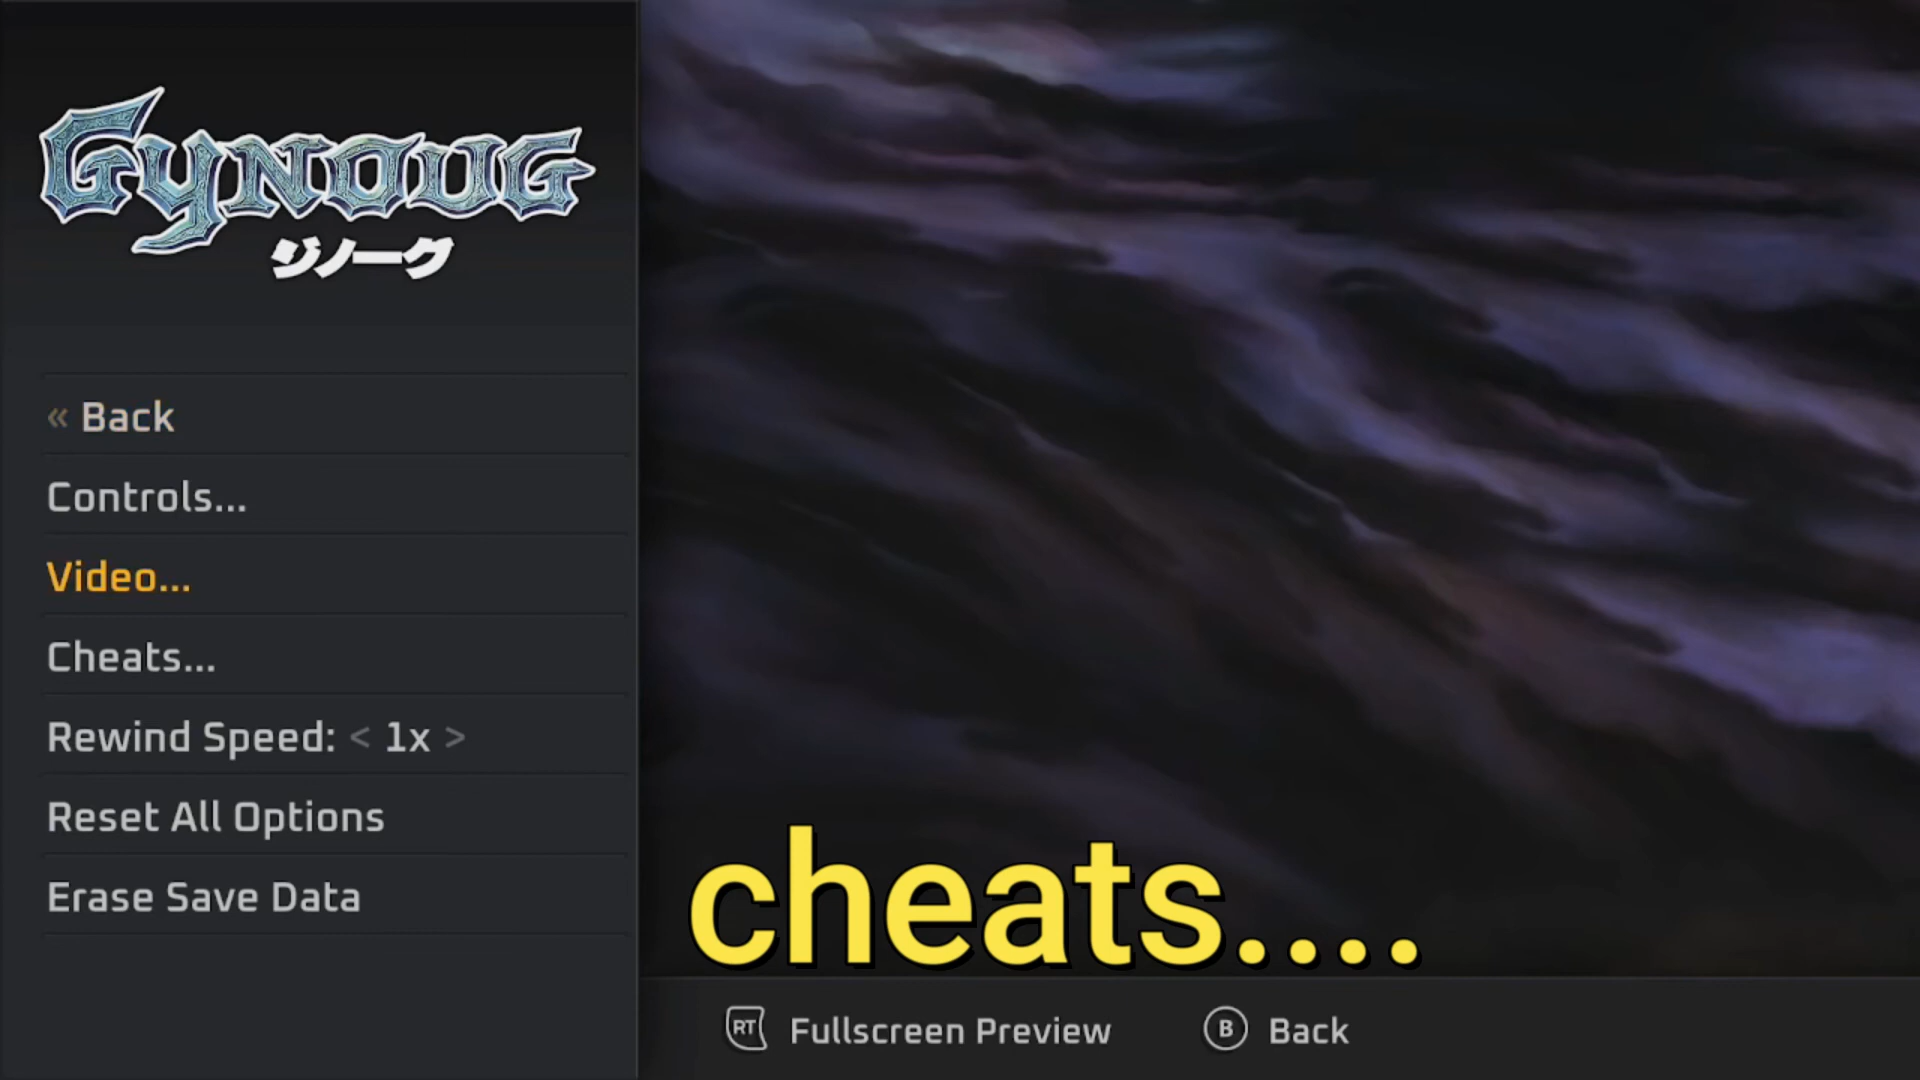 GYNOUG
ジノーク
« Back
Controls...
Video...
Cheats...
Rewind Speed: < 1x >
Reset All Options
Erase Save Data
cheats....
RT Fullscreen Preview B Back